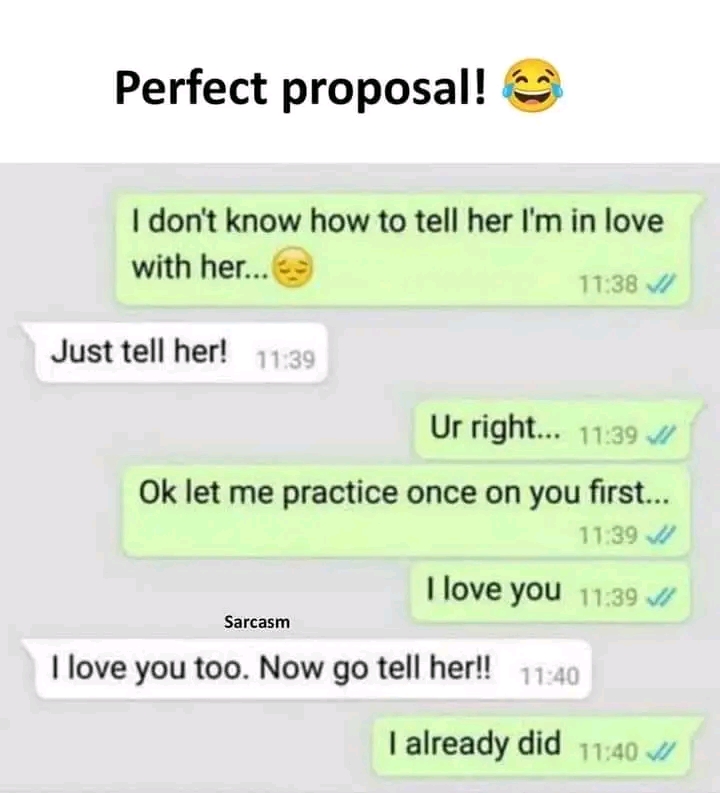 Perfect proposal! 😂
I don't know how to tell her I'm in love
with her...😔
11:38
Just tell her! 11:39
Ur right... 11:39
Ok let me practice once on you first...
11:39
I love you 11:39
Sarcasm
I love you too. Now go tell her!! 11:40
I already did 11:40